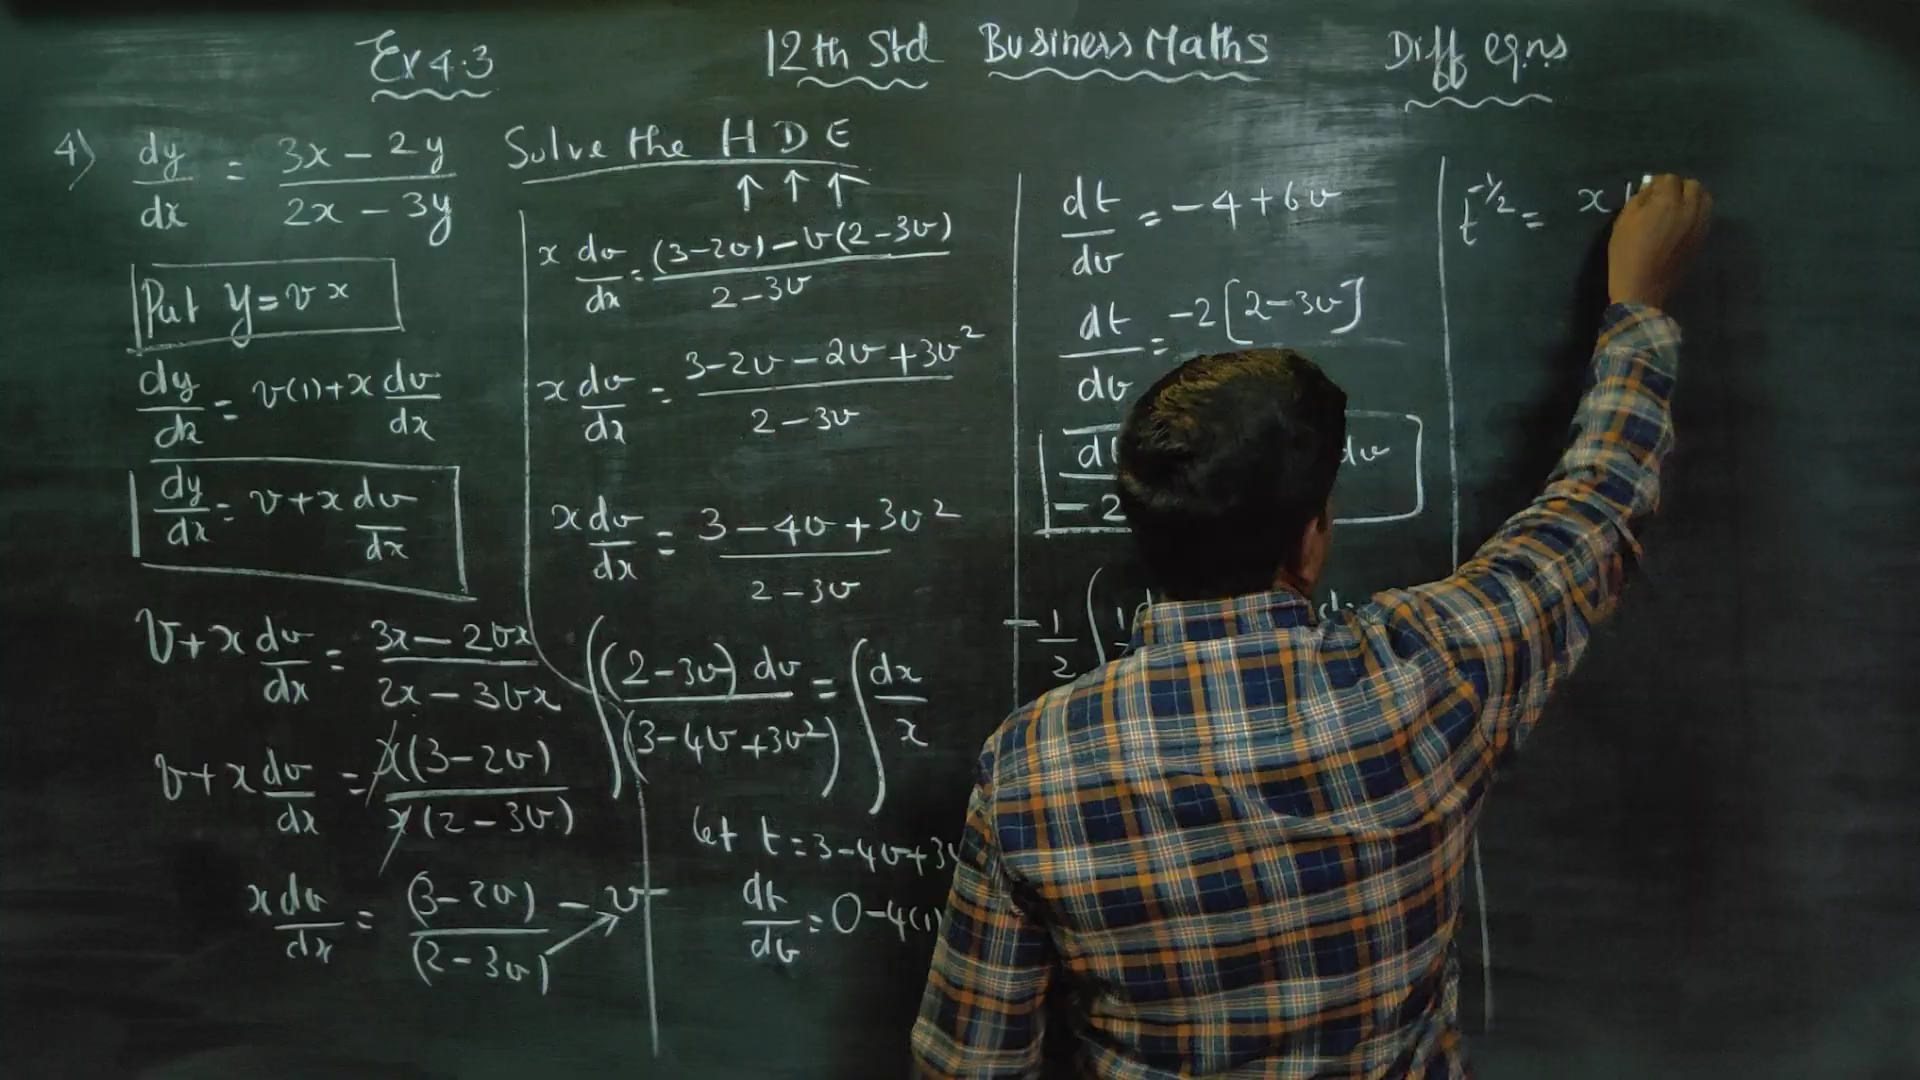 Ex 4.3 12th Std Business Maths Diff eqns
4) dy/dx = (3x - 2y)/(2x - 3y) Solve the H D E
↑ ↑ ↑
Put y = vx
dy/dx = v(1) + x dv/dx
dy/dx = v + x dv/dx
v + x dv/dx = (3x - 2vx)/(2x - 3vx)
v + x dv/dx = x(3 - 2v)/x(2 - 3v)
x dv/dx = (3 - 2v)/(2 - 3v) - v
x dv/dx = ((3 - 2v) - v(2 - 3v))/(2 - 3v)
x dv/dx = (3 - 2v - 2v + 3v²)/(2 - 3v)
x dv/dx = (3 - 4v + 3v²)/(2 - 3v)
∫ (2 - 3v) dv/(3 - 4v + 3v²) = ∫ dx/x
let t = 3 - 4v + 3v
dt/dv = 0 - 4(1)
dt/dv = -4 + 6v
dt/dv = -2[2 - 3v]
dt/-2 dv
-1/2 ∫
t^-1/2 = x